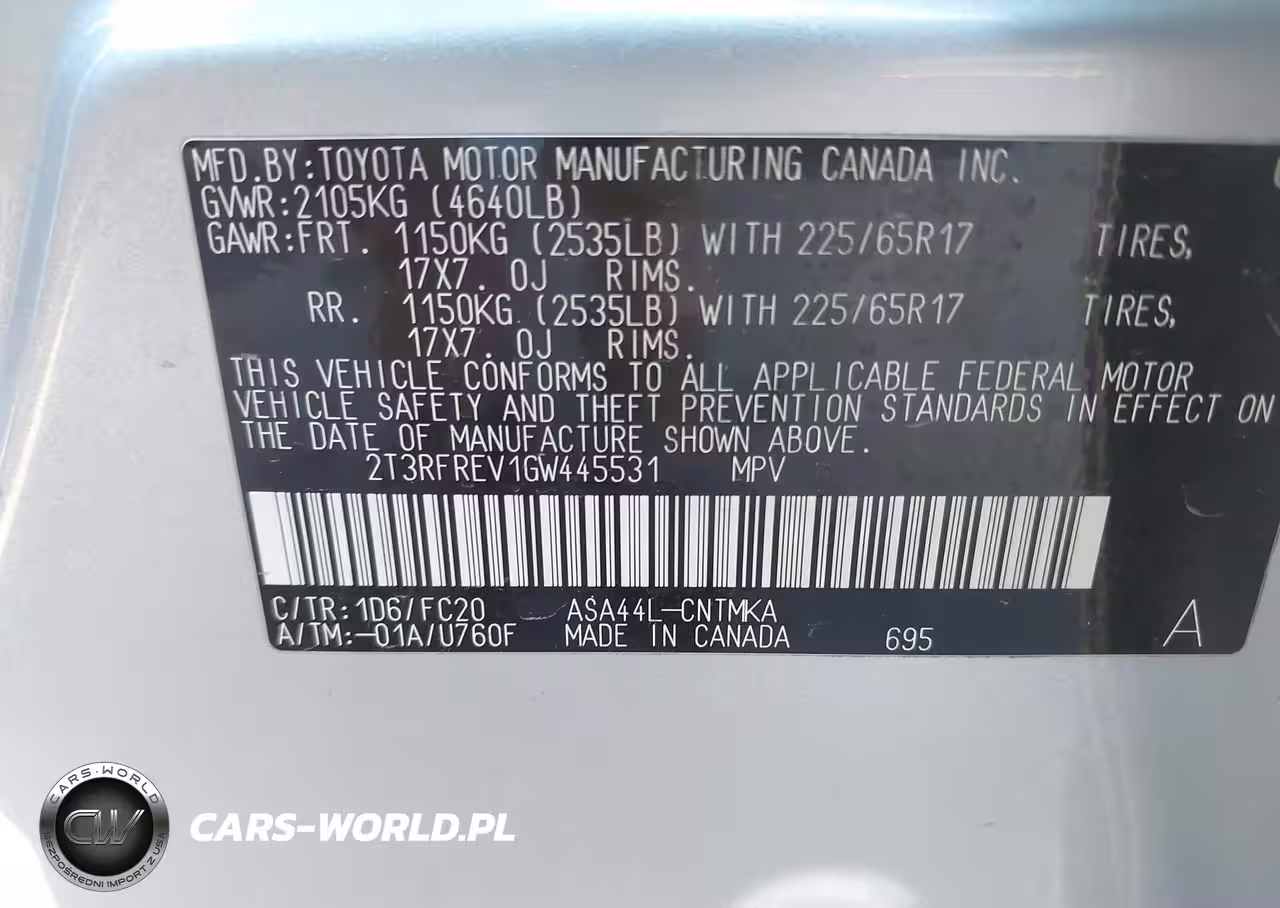 MFD.BY:TOYOTA MOTOR MANUFACTURING CANADA INC.
GVWR:2105KG (4640LB)
GAWR:FRT. 1150KG (2535LB) WITH 225/65R17 TIRES,
17X7. 0J RIMS.
RR. 1150KG (2535LB) WITH 225/65R17 TIRES,
17X7. 0J RIMS.
THIS VEHICLE CONFORMS TO ALL APPLICABLE FEDERAL MOTOR
VEHICLE SAFETY AND THEFT PREVENTION STANDARDS IN EFFECT ON
THE DATE OF MANUFACTURE SHOWN ABOVE.
2T3RFREV1GW445531 MPV
C/TR:1D6/FC20 ASA44L-CNTMKA
A/TM:-01A/U760F MADE IN CANADA 695 A
CARS-WORLD
CW
BEZPOŚREDNI IMPORT Z USA
CARS-WORLD.PL